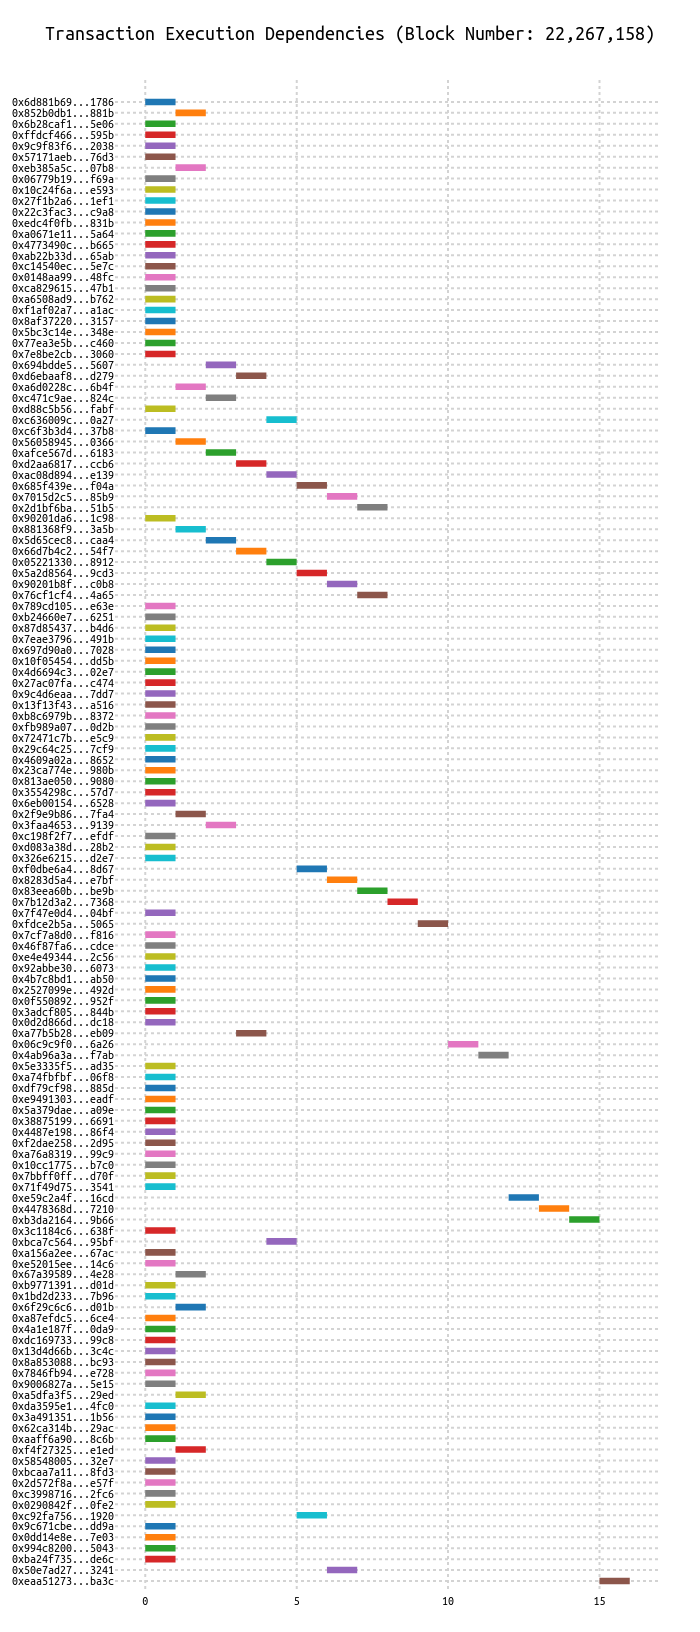 Transaction Execution Dependencies (Block Number: 22,267,158)
0x6d881b69...1786
0x852b0db1...881b
0x6b28caf1...5e06
0xffdcf466...595b
0x9c9f83f6...2038
0x57171aeb...76d3
0xeb385a5c...07b8
0x06779b19...f69a
0x10c24f6a...e593
0x27f1b2a6...1ef1
0x22c3fac3...c9a8
0xedc4f0fb...831b
0xa0671e11...5a64
0x4773490c...b665
0xab22b33d...65ab
0xc14540ec...5e7c
0x0148aa99...48fc
0xca829615...47b1
0xa6508ad9...b762
0xf1af02a7...a1ac
0x8af37220...3157
0x5bc3c14e...348e
0x77ea3e5b...c460
0x7e8be2cb...3060
0x694bdde5...5607
0xd6ebaaf8...d279
0xa6d0228c...6b4f
0xc471c9ae...824c
0xd88c5b56...fabf
0xc636009c...0a27
0xc6f3b3d4...37b8
0x56058945...0366
0xafce567d...6183
0xd2aa6817...ccb6
0xac08d894...e139
0x685f439e...f04a
0x7015d2c5...85b9
0x2d1bf6ba...51b5
0x90201da6...1c98
0x881368f9...3a5b
0x5d65cec8...caa4
0x66d7b4c2...54f7
0x05221330...8912
0x5a2d8564...9cd3
0x90201b8f...c0b8
0x76cf1cf4...4a65
0x789cd105...e63e
0xb24660e7...6251
0x87d85437...b4d6
0x7eae3796...491b
0x697d90a0...7028
0x10f05454...dd5b
0x4d6694c3...02e7
0x27ac07fa...c474
0x9c4d6eaa...7dd7
0x13f13f43...a516
0xb8c6979b...8372
0xfb989a07...0d2b
0x72471c7b...e5c9
0x29c64c25...7cf9
0x4609a02a...8652
0x23ca774e...980b
0x813ae050...9080
0x3554298c...57d7
0x6eb00154...6528
0x2f9e9b86...7fa4
0x3faa4653...9139
0xc198f2f7...efdf
0xd083a38d...28b2
0x326e6215...d2e7
0xf0dbe6a4...8d67
0x8283d5a4...e7bf
0x83eea60b...be9b
0x7b12d3a2...7368
0x7f47e0d4...04bf
0xfdce2b5a...5065
0x7cf7a8d0...f816
0x46f87fa6...cdce
0xe4e49344...2c56
0x92abbe30...6073
0x4b7c8bd1...ab50
0x2527099e...492d
0x0f550892...952f
0x3adcf805...844b
0x0d2d866d...dc18
0xa77b5b28...eb09
0x06c9c9f0...6a26
0x4ab96a3a...f7ab
0x5e3335f5...ad35
0xa74fbfbf...06f8
0xdf79cf98...885d
0xe9491303...eadf
0x5a379dae...a09e
0x38875199...6691
0x4487e198...86f4
0xf2dae258...2d95
0xa76a8319...99c9
0x10cc1775...b7c0
0x7bbff0ff...d70f
0x71f49d75...3541
0xe59c2a4f...16cd
0x4478368d...7210
0xb3da2164...9b66
0x3c1184c6...638f
0xbca7c564...95bf
0xa156a2ee...67ac
0xe52015ee...14c6
0x67a39589...4e28
0xb9771391...d01d
0x1bd2d233...7b96
0x6f29c6c6...d01b
0xa87efdc5...6ce4
0x4a1e187f...0da9
0xdc169733...99c8
0x13d4d66b...3c4c
0x8a853088...bc93
0x7846fb94...e728
0x9006827a...5e15
0xa5dfa3f5...29ed
0xda3595e1...4fc0
0x3a491351...1b56
0x62ca314b...29ac
0xaaff6a90...8c6b
0xf4f27325...e1ed
0x58548005...32e7
0xbcaa7a11...8fd3
0x2d572f8a...e57f
0xc3998716...2fc6
0x0290842f...0fe2
0xc92fa756...1920
0x9c671cbe...dd9a
0x0dd14e8e...7e03
0x994c8200...5043
0xba24f735...de6c
0x50e7ad27...3241
0xeaa51273...ba3c
0 5 10 15